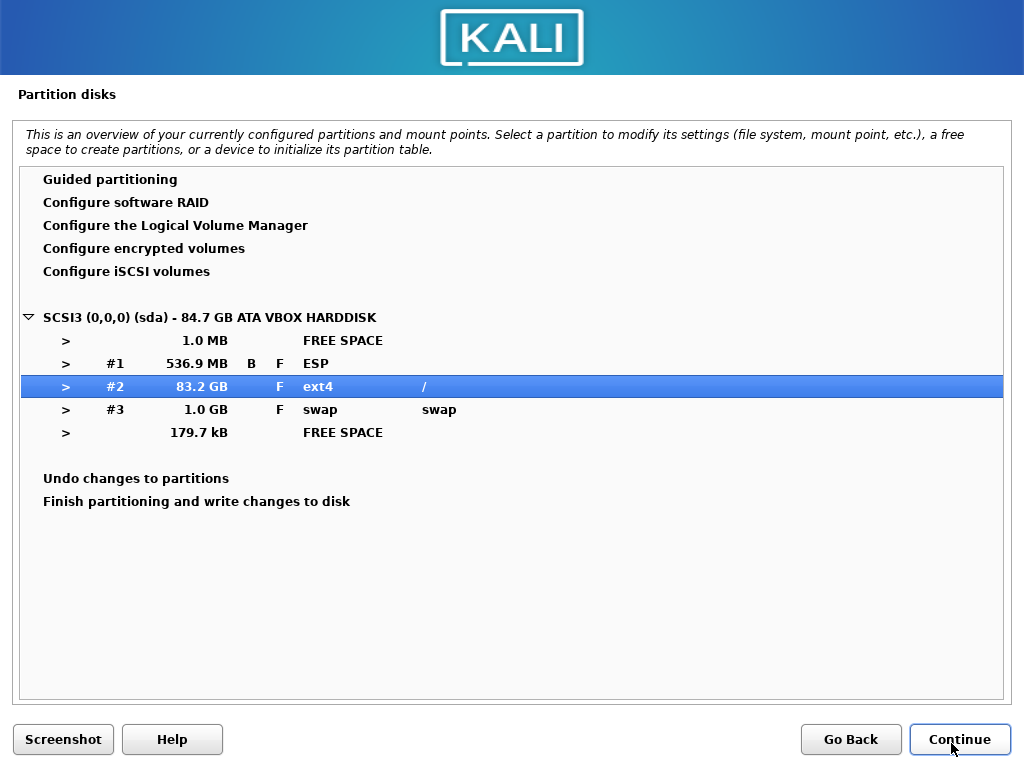 KALI
Partition disks
This is an overview of your currently configured partitions and mount points. Select a partition to modify its settings (file system, mount point, etc.), a free
space to create partitions, or a device to initialize its partition table.
Guided partitioning
Configure software RAID
Configure the Logical Volume Manager
Configure encrypted volumes
Configure iSCSI volumes
SCSI3 (0,0,0) (sda) - 84.7 GB ATA VBOX HARDDISK
> 1.0 MB FREE SPACE
> #1 536.9 MB B F ESP
> #2 83.2 GB F ext4 /
> #3 1.0 GB F swap swap
> 179.7 kB FREE SPACE
Undo changes to partitions
Finish partitioning and write changes to disk
Screenshot Help Go Back Continue